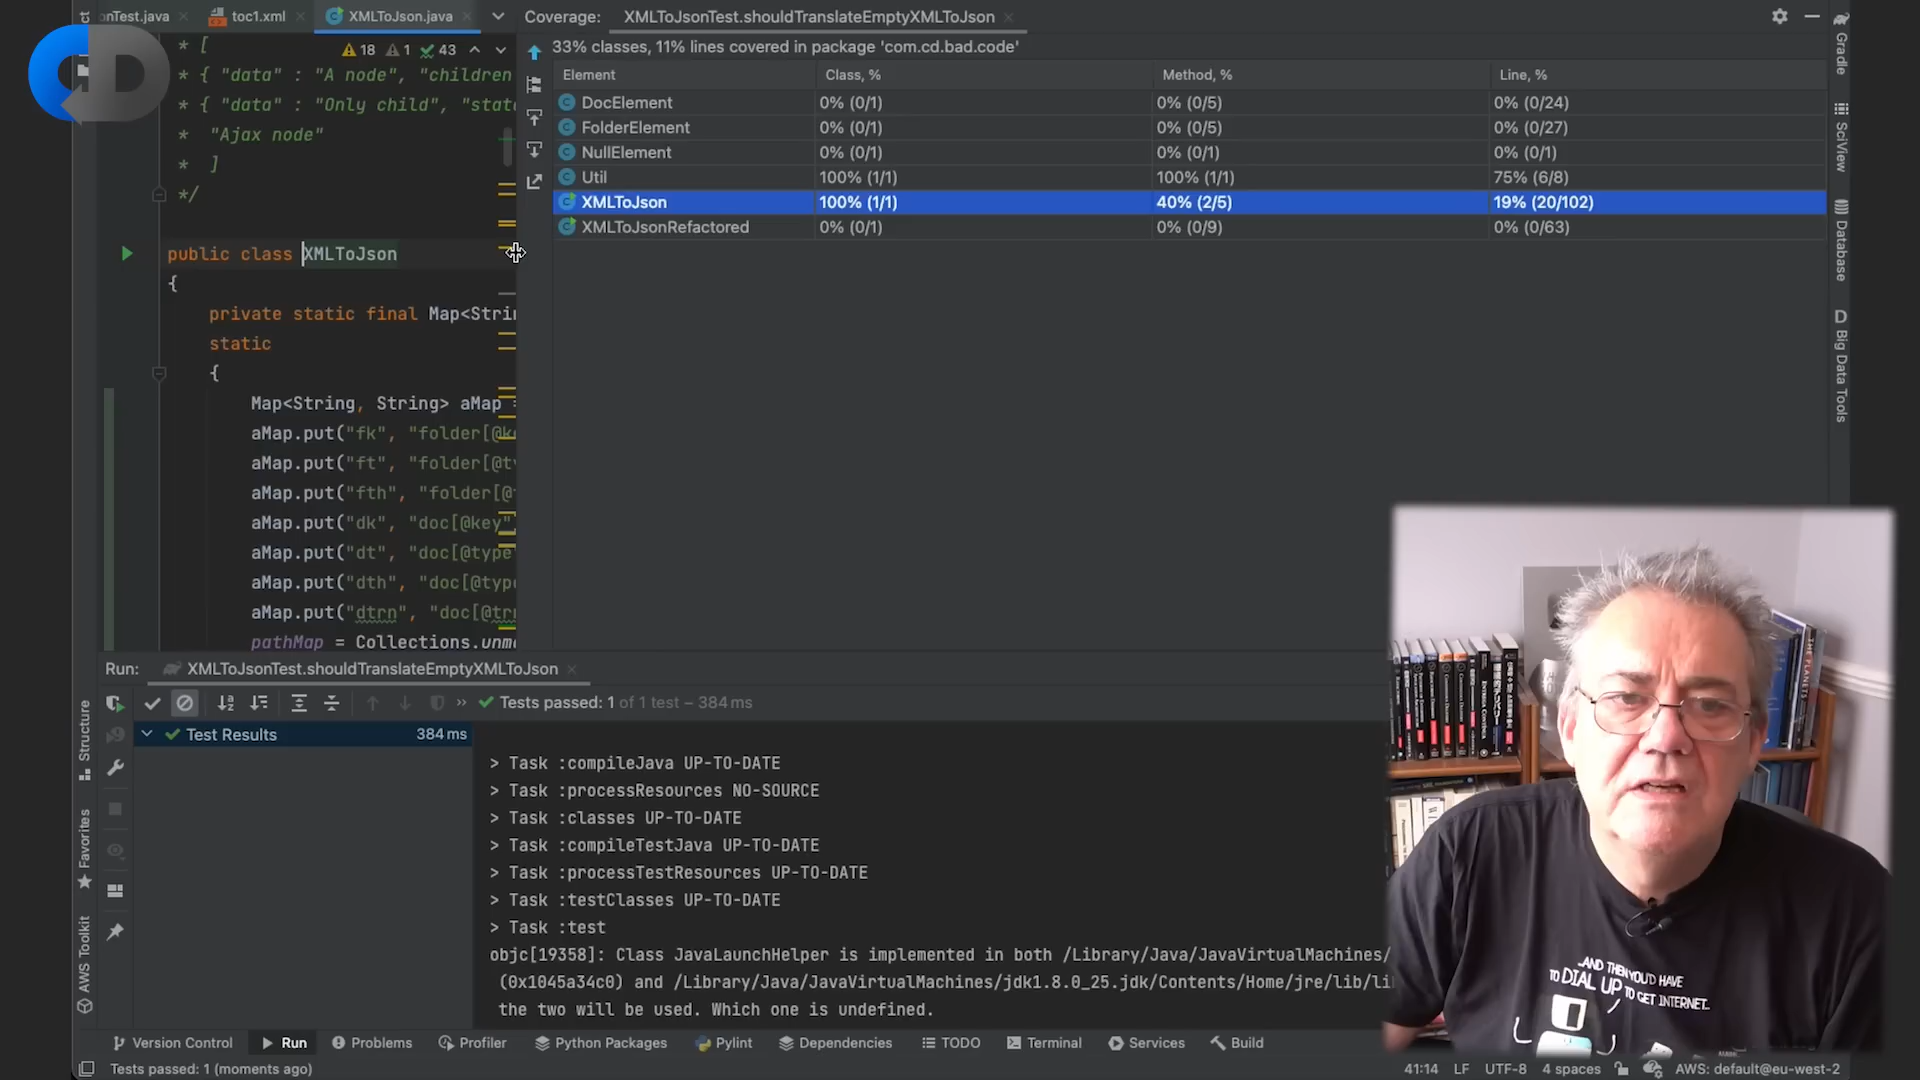 onTest.java
toc1.xml
XMLToJson.java
Coverage:
XMLToJsonTest.shouldTranslateEmptyXMLToJson
CD
18
1
43
* [
* { "data" : "A node", "children
* { "data" : "Only child", "stat
* "Ajax node"
* ]
*/
public class XMLToJson
{
private static final Map<Strin
static
{
Map<String, String> aMap =
aMap.put("fk", "folder[@k
aMap.put("ft", "folder[@ty
aMap.put("fth", "folder[@
aMap.put("dk", "doc[@key"
aMap.put("dt", "doc[@type
aMap.put("dth", "doc[@type
aMap.put("dtrn", "doc[@trn
pathMap = Collections.unmo
33% classes, 11% lines covered in package 'com.cd.bad.code'
Element Class, % Method, % Line, %
DocElement 0% (0/1) 0% (0/5) 0% (0/24)
FolderElement 0% (0/1) 0% (0/5) 0% (0/27)
NullElement 0% (0/1) 0% (0/1) 0% (0/1)
Util 100% (1/1) 100% (1/1) 75% (6/8)
XMLToJson 100% (1/1) 40% (2/5) 19% (20/102)
XMLToJsonRefactored 0% (0/1) 0% (0/9) 0% (0/63)
Gradle
SciView
Database
D Big Data Tools
Run:
XMLToJsonTest.shouldTranslateEmptyXMLToJson
Tests passed: 1 of 1 test – 384 ms
Test Results 384 ms
> Task :compileJava UP-TO-DATE
> Task :processResources NO-SOURCE
> Task :classes UP-TO-DATE
> Task :compileTestJava UP-TO-DATE
> Task :processTestResources UP-TO-DATE
> Task :testClasses UP-TO-DATE
> Task :test
objc[19358]: Class JavaLaunchHelper is implemented in both /Library/Java/JavaVirtualMachines/
(0x1045a34c0) and /Library/Java/JavaVirtualMachines/jdk1.8.0_25.jdk/Contents/Home/jre/lib/li
the two will be used. Which one is undefined.
Structure
Favorites
AWS Toolkit
THE PLANETS
...AND THEN YOU'D HAVE
TO DIAL UP TO GET INTERNET...
Version Control
Run
Problems
Profiler
Python Packages
Pylint
Dependencies
TODO
Terminal
Services
Build
Tests passed: 1 (moments ago)
41:14 LF UTF-8 4 spaces AWS: default@eu-west-2